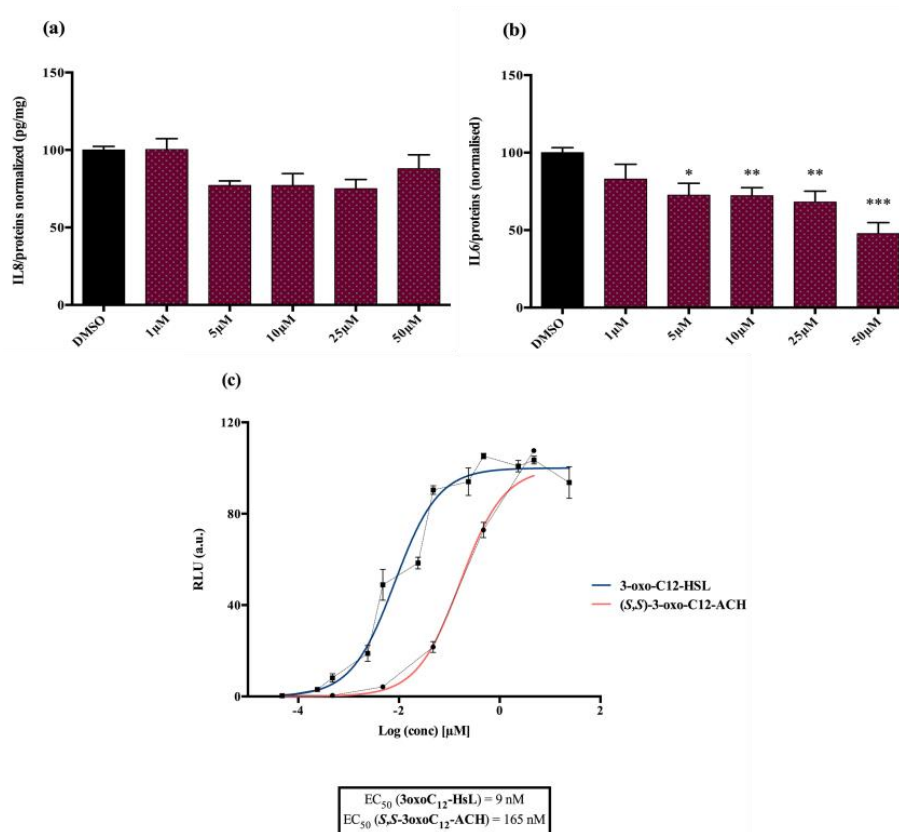 (a)
150
100
50
0
IL8/proteins normalized (pg/mg)
DMSO
1µM
5µM
10µM
25µM
50µM
(b)
150
100
50
0
IL6/proteins (normalised)
*
**
**
***
DMSO
1µM
5µM
10µM
25µM
50µM
(c)
120
80
40
0
RLU (a.u.)
-4
-2
0
2
Log (conc) [µM]
3-oxo-C12-HSL
(S,S)-3-oxo-C12-ACH
EC50 (3oxoC12-HsL) = 9 nM
EC50 (S,S-3oxoC12-ACH) = 165 nM